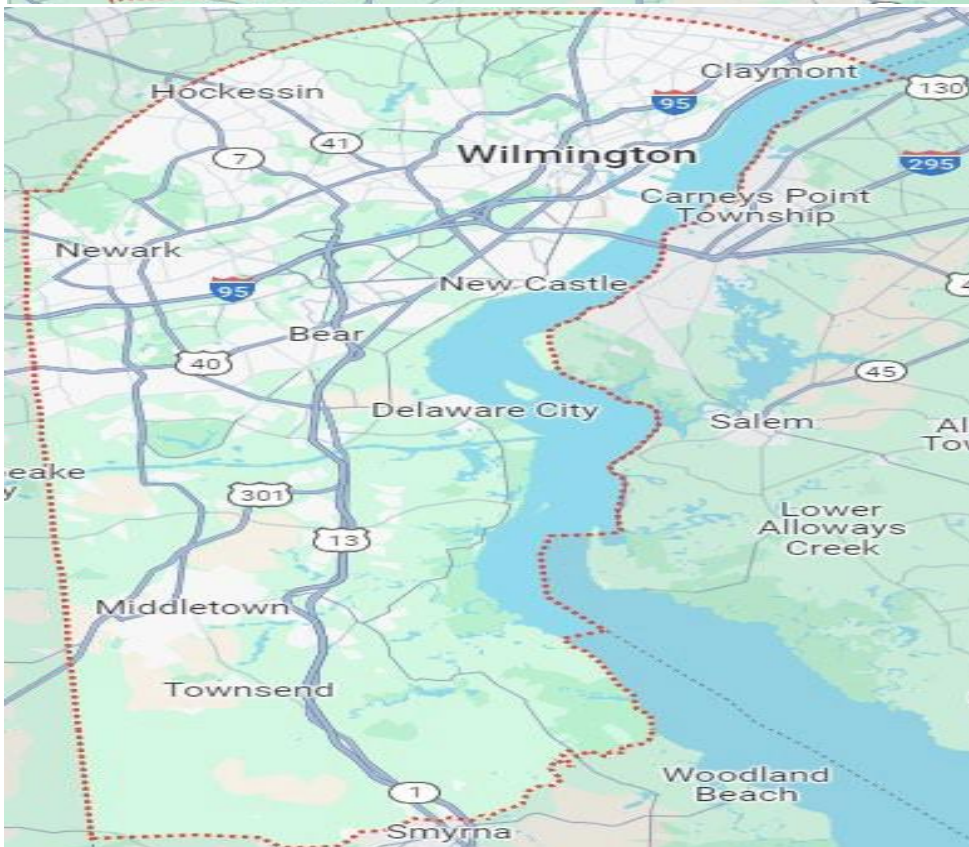 Claymont
Hockessin
130
95
41
7
Wilmington
295
Carneys Point
Township
Newark
New Castle
95
Bear
40
45
Delaware City
Salem
eake
y
301
Lower
Alloways
Creek
13
Middletown
Townsend
Woodland
Beach
1
Smyrna